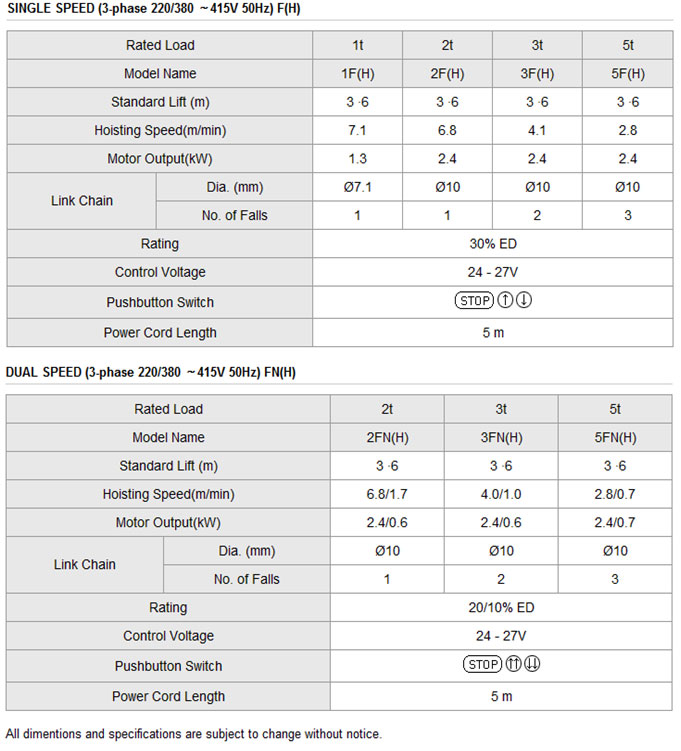 SINGLE SPEED (3-phase 220/380 ~415V 50Hz) F(H)
Rated Load 1t 2t 3t 5t
Model Name 1F(H) 2F(H) 3F(H) 5F(H)
Standard Lift (m) 3 ·6 3 ·6 3 ·6 3 ·6
Hoisting Speed(m/min) 7.1 6.8 4.1 2.8
Motor Output(kW) 1.3 2.4 2.4 2.4
Link Chain
Dia. (mm) Ø7.1 Ø10 Ø10 Ø10
No. of Falls 1 1 2 3
Rating 30% ED
Control Voltage 24 - 27V
Pushbutton Switch STOP ↑ ↓
Power Cord Length 5 m
DUAL SPEED (3-phase 220/380 ~415V 50Hz) FN(H)
Rated Load 2t 3t 5t
Model Name 2FN(H) 3FN(H) 5FN(H)
Standard Lift (m) 3 ·6 3 ·6 3 ·6
Hoisting Speed(m/min) 6.8/1.7 4.0/1.0 2.8/0.7
Motor Output(kW) 2.4/0.6 2.4/0.6 2.4/0.7
Link Chain
Dia. (mm) Ø10 Ø10 Ø10
No. of Falls 1 2 3
Rating 20/10% ED
Control Voltage 24 - 27V
Pushbutton Switch STOP ↑↑ ↓↓
Power Cord Length 5 m
All dimentions and specifications are subject to change without notice.